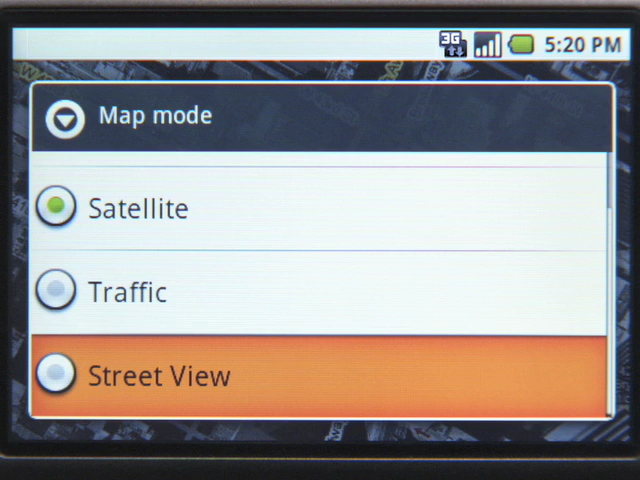 3G
5:20 PM
Map mode
Satellite
Traffic
Street View